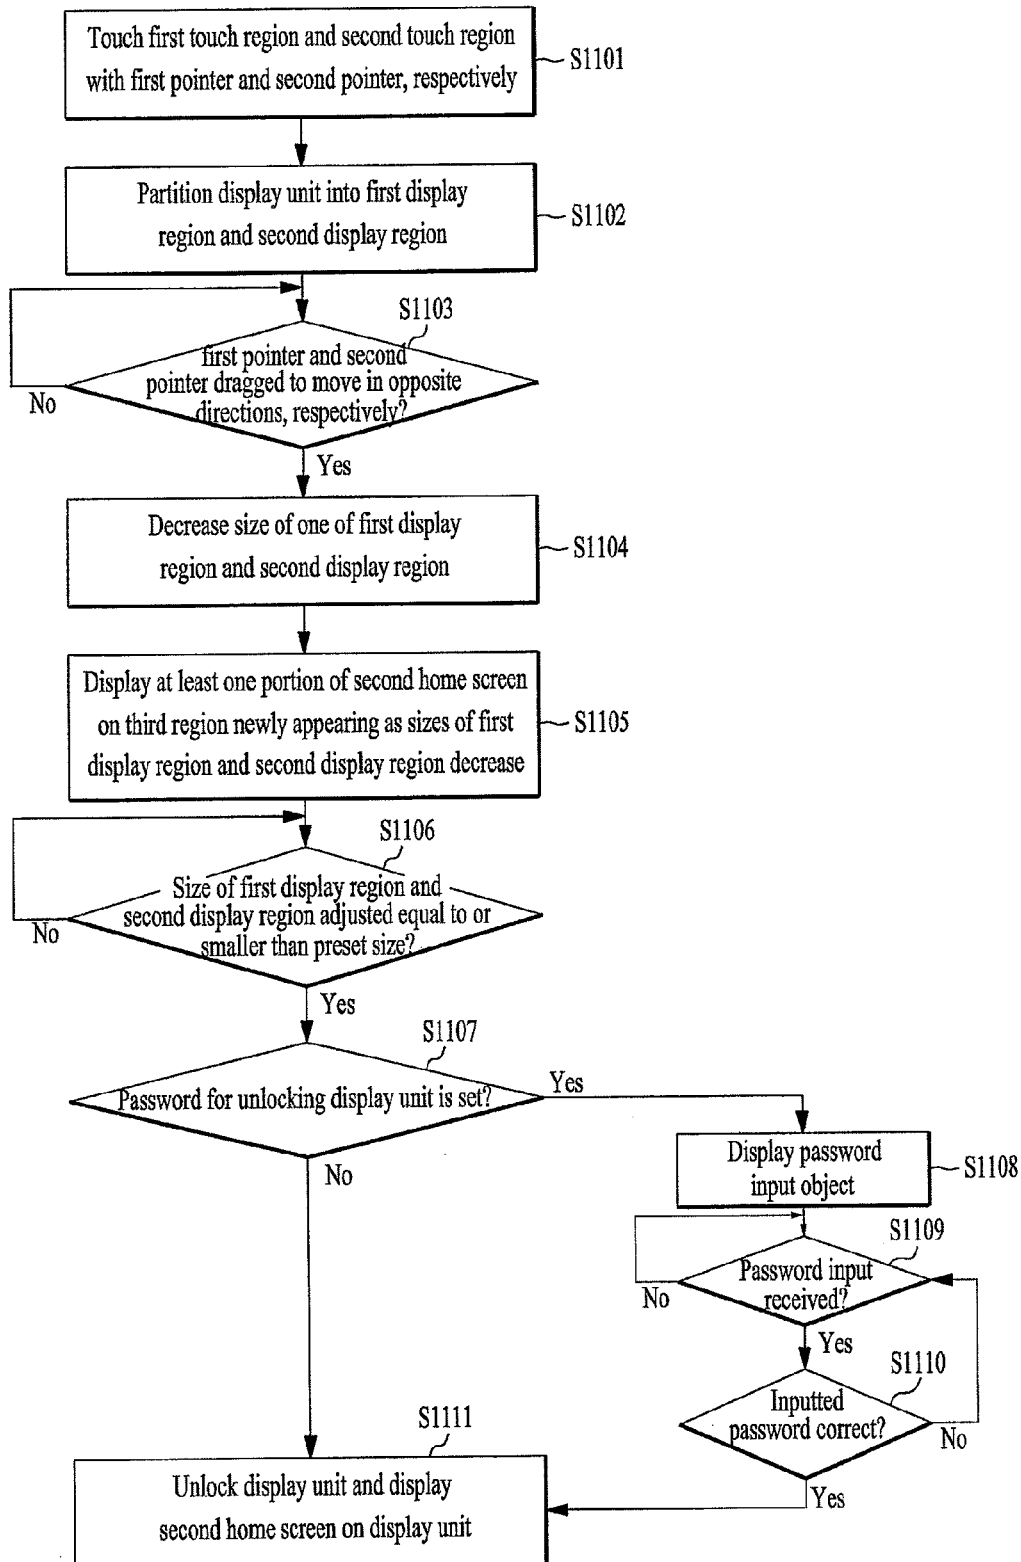 Touch first touch region and second touch region
with first pointer and second pointer, respectively
S1101
Partition display unit into first display
region and second display region
S1102
S1103
first pointer and second
pointer dragged to move in opposite
directions, respectively?
No
Yes
Decrease size of one of first display
region and second display region
S1104
Display at least one portion of second home screen
on third region newly appearing as sizes of first
display region and second display region decrease
S1105
S1106
Size of first display region and
second display region adjusted equal to or
smaller than preset size?
No
Yes
S1107
Password for unlocking display unit is set?
Yes
No
Display password
input object
S1108
S1109
Password input
received?
No
Yes
S1110
Inputted
password correct?
No
Yes
S1111
Unlock display unit and display
second home screen on display unit